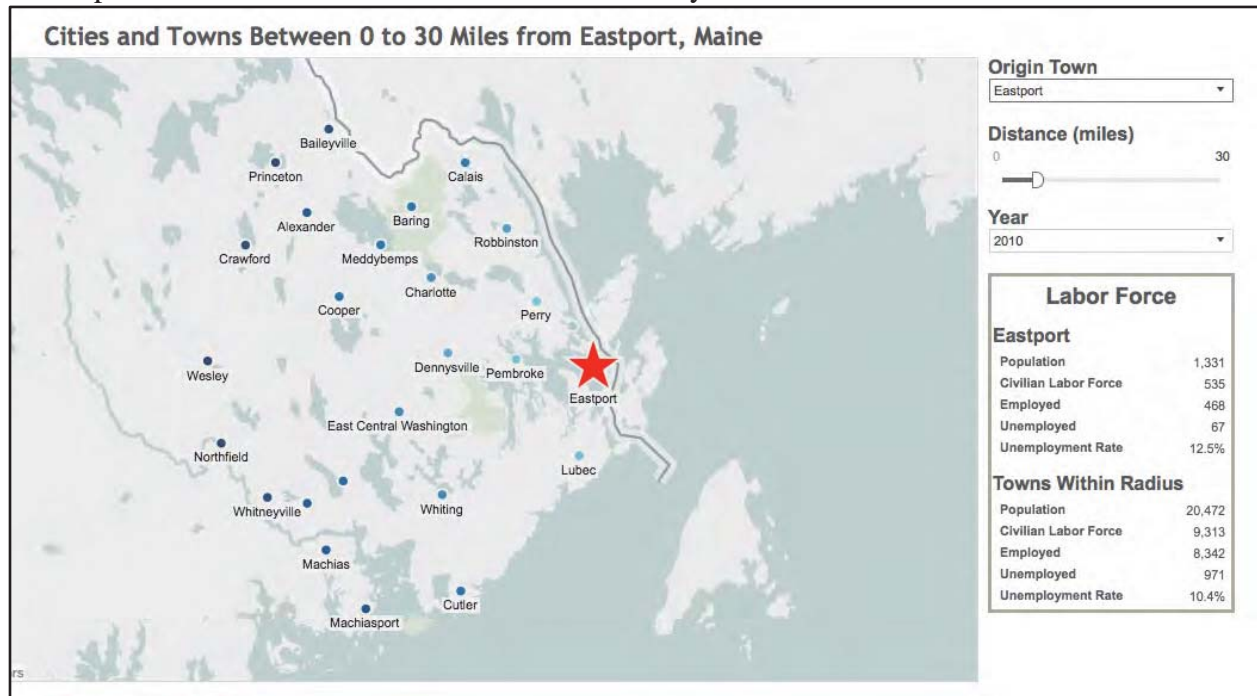 Cities and Towns Between 0 to 30 Miles from Eastport, Maine
Baileyville
Princeton
Calais
Alexander
Baring
Robbinston
Crawford
Meddybemps
Charlotte
Cooper
Perry
Wesley
Dennysville
Pembroke
Eastport
East Central Washington
Northfield
Lubec
Whitneyville
Whiting
Machias
Cutler
Machiasport
rs
Origin Town
Eastport
Distance (miles)
0 30
Year
2010
Labor Force
Eastport
Population 1,331
Civilian Labor Force 535
Employed 468
Unemployed 67
Unemployment Rate 12.5%
Towns Within Radius
Population 20,472
Civilian Labor Force 9,313
Employed 8,342
Unemployed 971
Unemployment Rate 10.4%